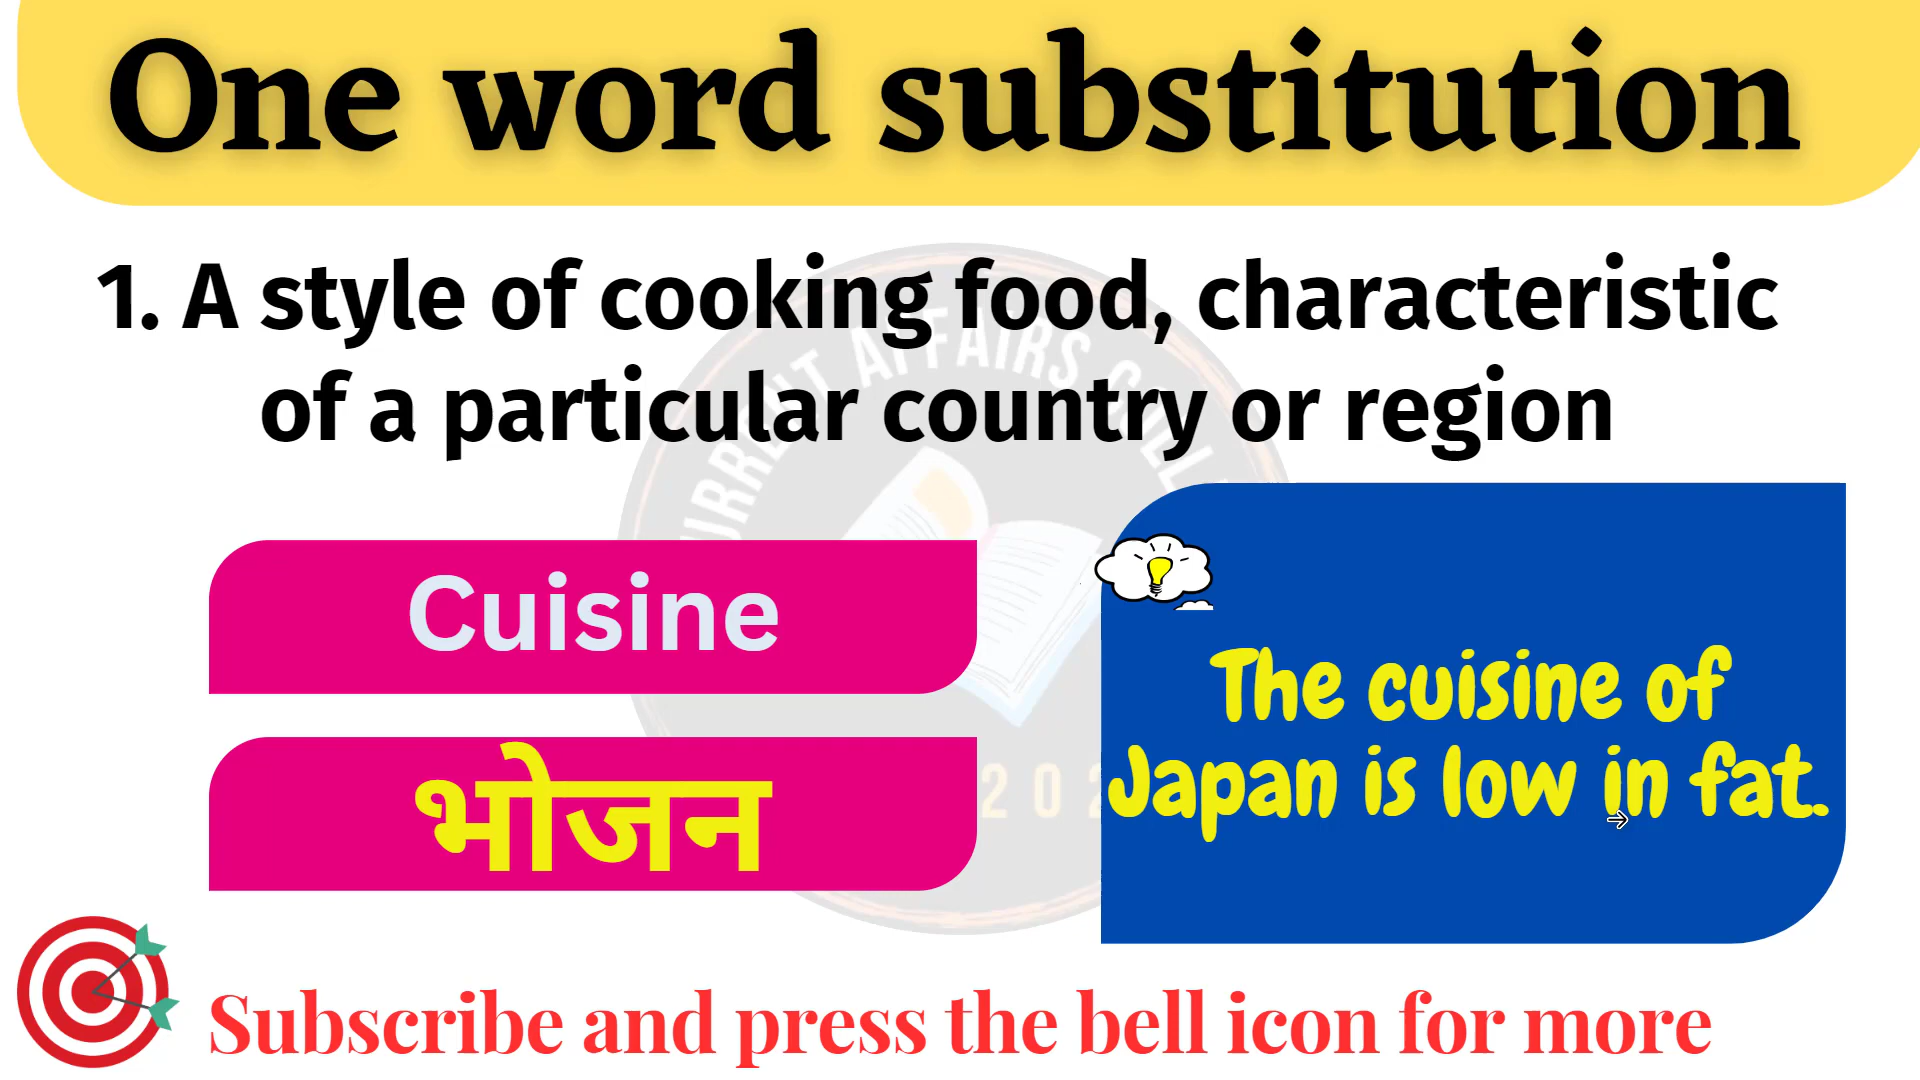 One word substitution
1. A style of cooking food, characteristic
of a particular country or region
Cuisine
भोजन
The cuisine of
Japan is low in fat.
Subscribe and press the bell icon for more